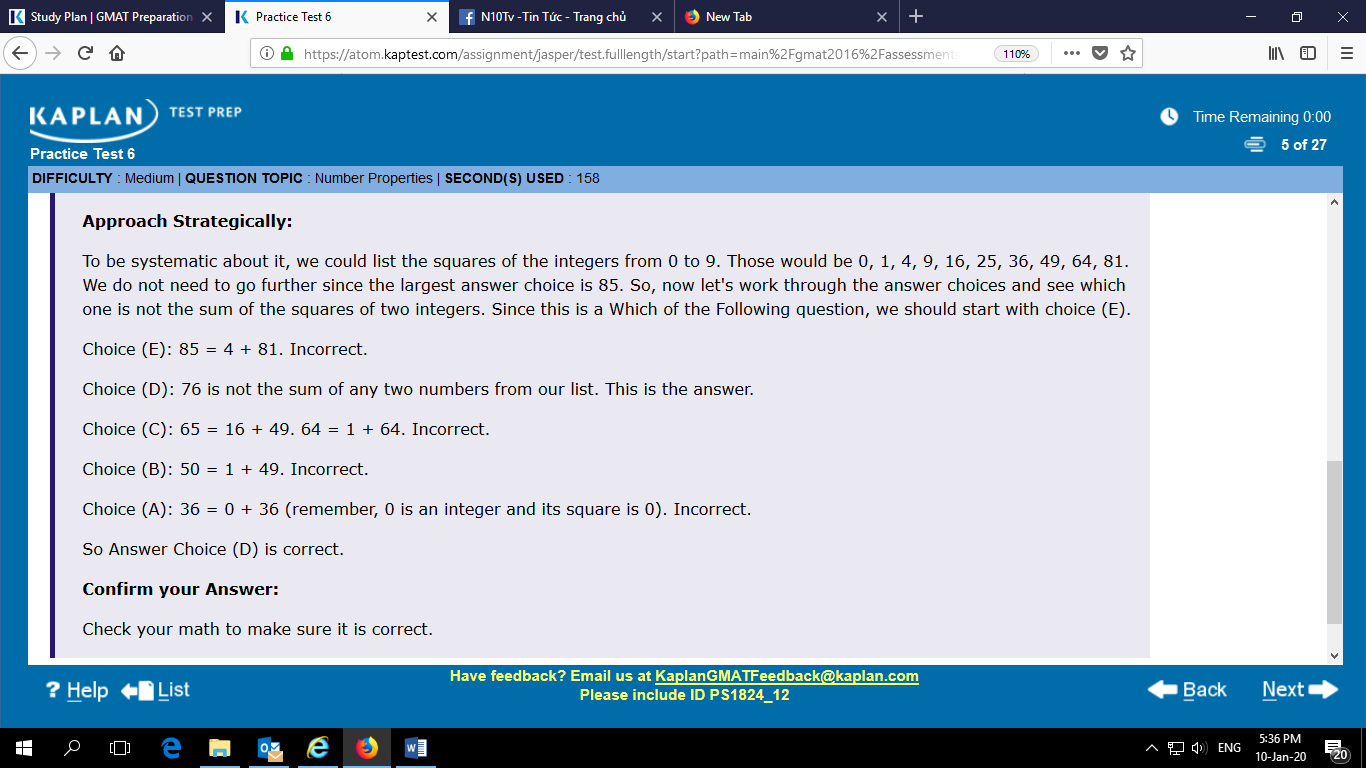 Study Plan | GMAT Preparation
Practice Test 6
N10Tv -Tin Tức - Trang chủ
New Tab
https://atom.kaptest.com/assignment/jasper/test.fulllength/start?path=main%2Fgmat2016%2Fassessment
110%
KAPLAN TEST PREP
Time Remaining 0:00
Practice Test 6
5 of 27
DIFFICULTY : Medium | QUESTION TOPIC : Number Properties | SECOND(S) USED : 158
Approach Strategically:
To be systematic about it, we could list the squares of the integers from 0 to 9. Those would be 0, 1, 4, 9, 16, 25, 36, 49, 64, 81.
We do not need to go further since the largest answer choice is 85. So, now let's work through the answer choices and see which
one is not the sum of the squares of two integers. Since this is a Which of the Following question, we should start with choice (E).
Choice (E): 85 = 4 + 81. Incorrect.
Choice (D): 76 is not the sum of any two numbers from our list. This is the answer.
Choice (C): 65 = 16 + 49. 64 = 1 + 64. Incorrect.
Choice (B): 50 = 1 + 49. Incorrect.
Choice (A): 36 = 0 + 36 (remember, 0 is an integer and its square is 0). Incorrect.
So Answer Choice (D) is correct.
Confirm your Answer:
Check your math to make sure it is correct.
Have feedback? Email us at KaplanGMATFeedback@kaplan.com
Please include ID PS1824_12
? Help
List
Back
Next
ENG
5:36 PM
10-Jan-20
20